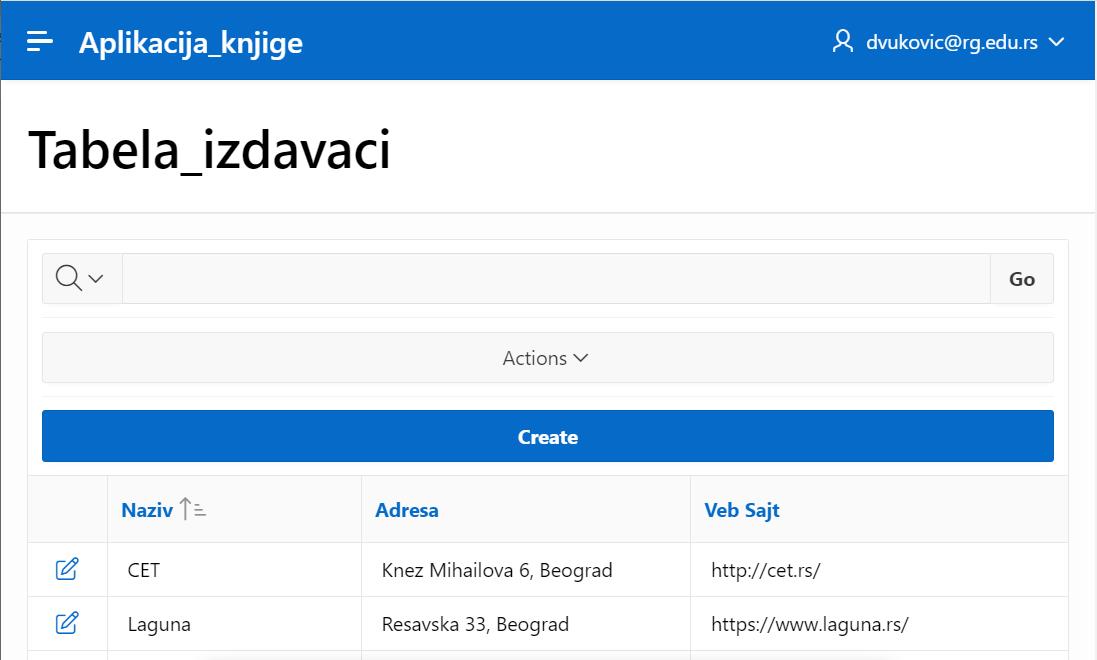 Aplikacija_knjige dvukovic@rg.edu.rs
Tabela_izdavaci
Go
Actions
Create
Naziv Adresa Veb Sajt
CET Knez Mihailova 6, Beograd http://cet.rs/
Laguna Resavska 33, Beograd https://www.laguna.rs/